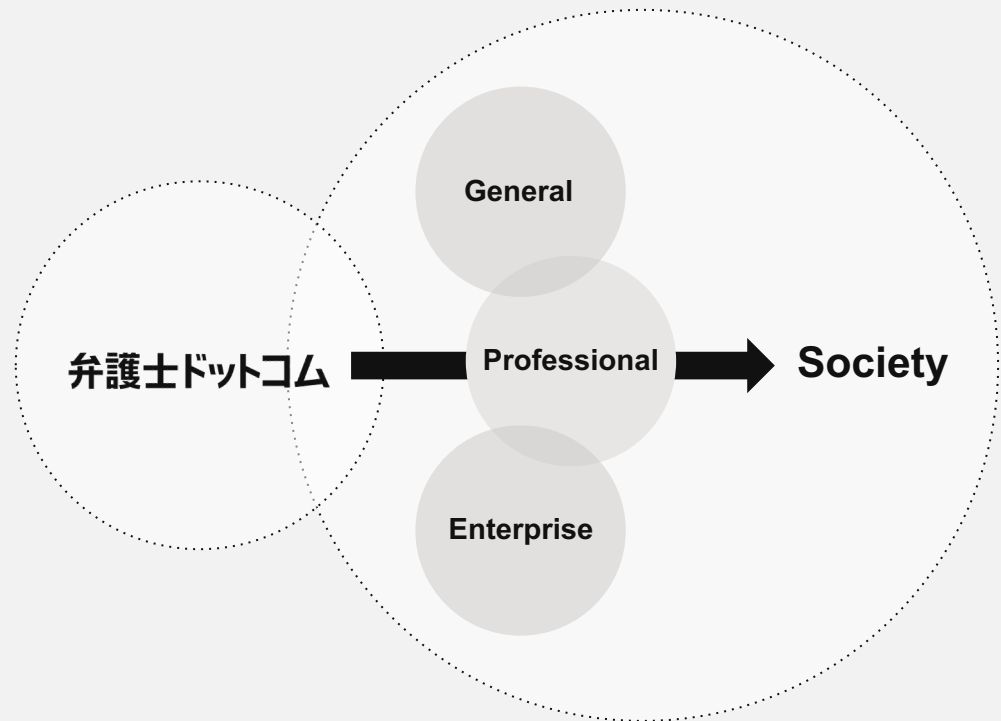 General
弁護士ドットコム
Professional
Society
Enterprise